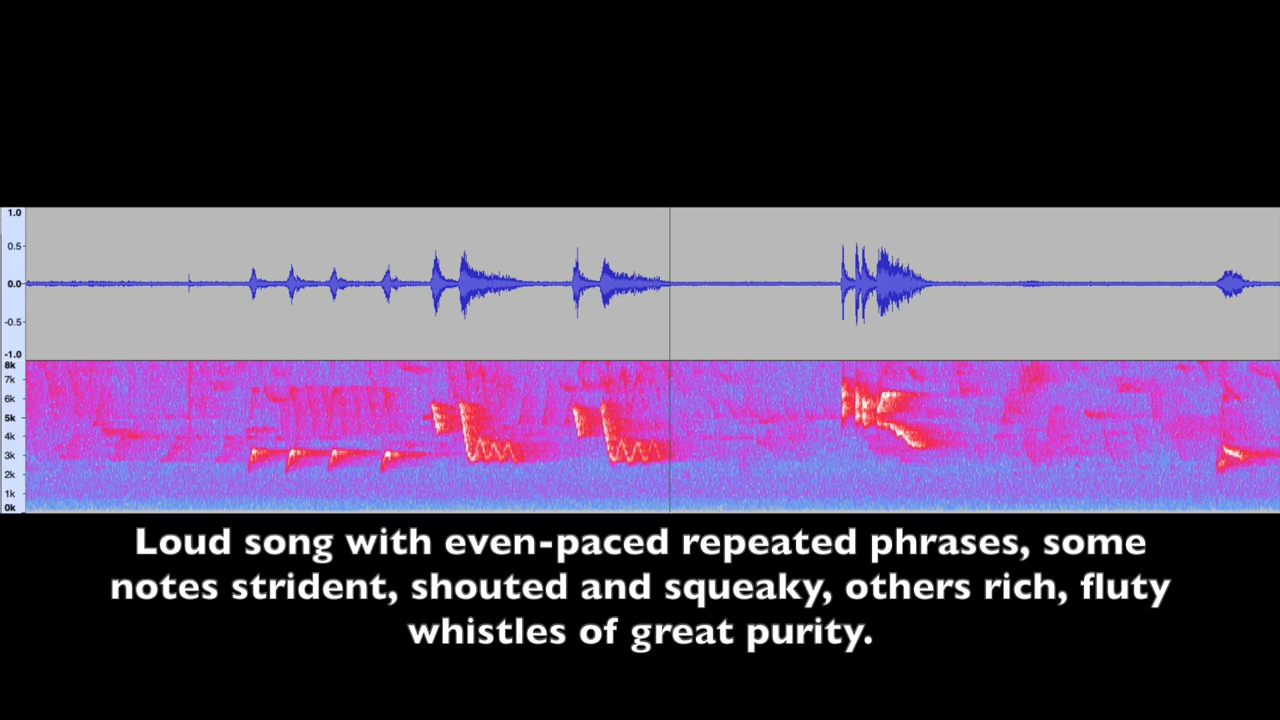 1.0
0.5
0.0
-0.5
-1.0
8k
7k
6k
5k
4k
3k
2k
1k
0k
Loud song with even-paced repeated phrases, some
notes strident, shouted and squeaky, others rich, fluty
whistles of great purity.